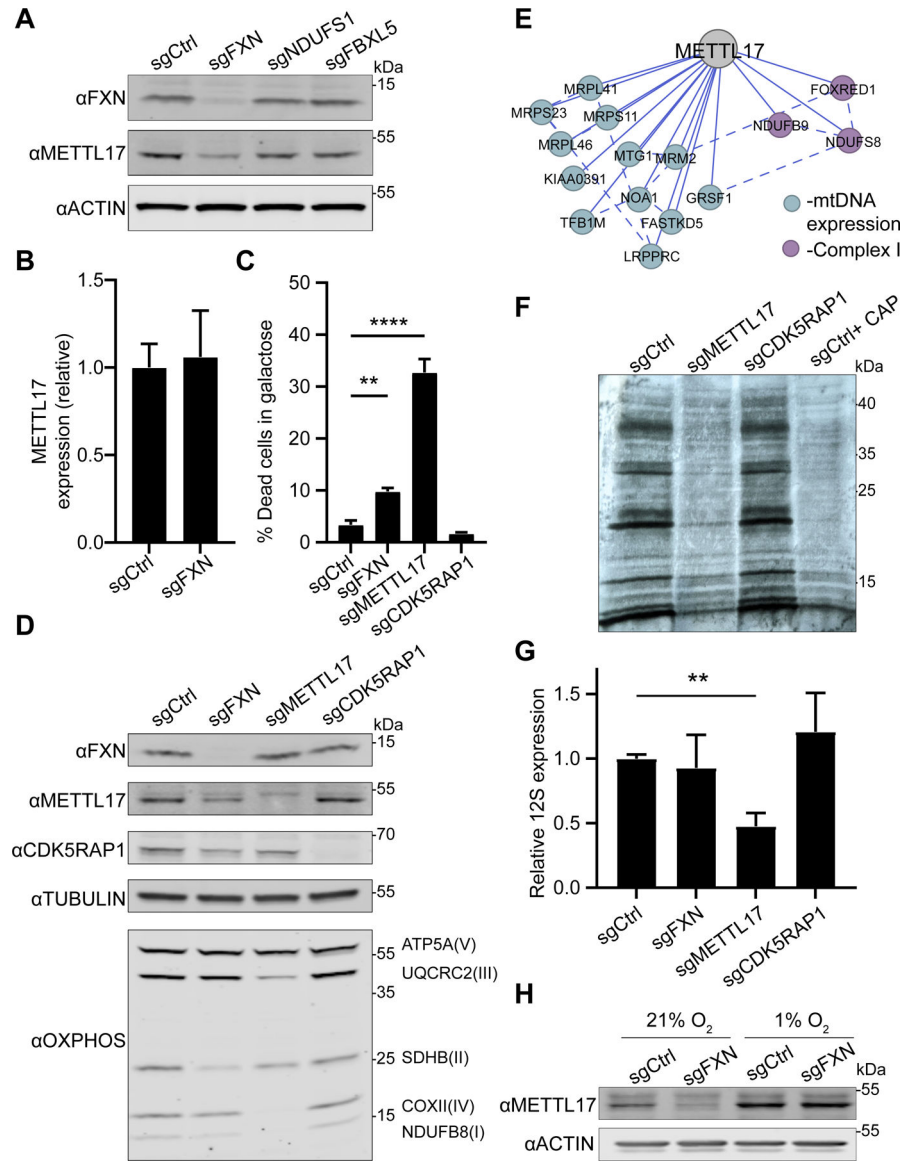 A
sgCtrl
sgFXN
sgNDUFS1
sgFBXL5
kDa
αFXN
-15
αMETTL17
-55
αACTIN
-55
B
METTL17
expression (relative)
1.5
1.0
0.5
0.0
sgCtrl
sgFXN
C
% Dead cells in galactose
50
40
30
20
10
0
****
**
sgCtrl
sgFXN
sgMETTL17
sgCDK5RAP1
D
sgCtrl
sgFXN
sgMETTL17
sgCDK5RAP1
kDa
αFXN
-15
αMETTL17
-55
αCDK5RAP1
-70
αTUBULIN
-55
αOXPHOS
ATP5A(V)
-55
UQCRC2(III)
-35
SDHB(II)
-25
COXII(IV)
-15
NDUFB8(I)
E
METTL17
MRPL41
FOXRED1
MRPS23
MRPS11
NDUFB9
MRPL46
NDUFS8
MTG1
MRM2
KIAA0391
NOA1
GRSF1
TFB1M
FASTKD5
LRPPRC
-mtDNA
expression
-Complex I
F
sgCtrl
sgMETTL17
sgCDK5RAP1
sgCtrl+ CAP
kDa
-40
-35
-25
-15
G
Relative 12S expression
1.5
1.0
0.5
0.0
**
sgCtrl
sgFXN
sgMETTL17
sgCDK5RAP1
H
21% O₂
1% O₂
sgCtrl
sgFXN
sgCtrl
sgFXN
kDa
αMETTL17
-55
αACTIN
-55